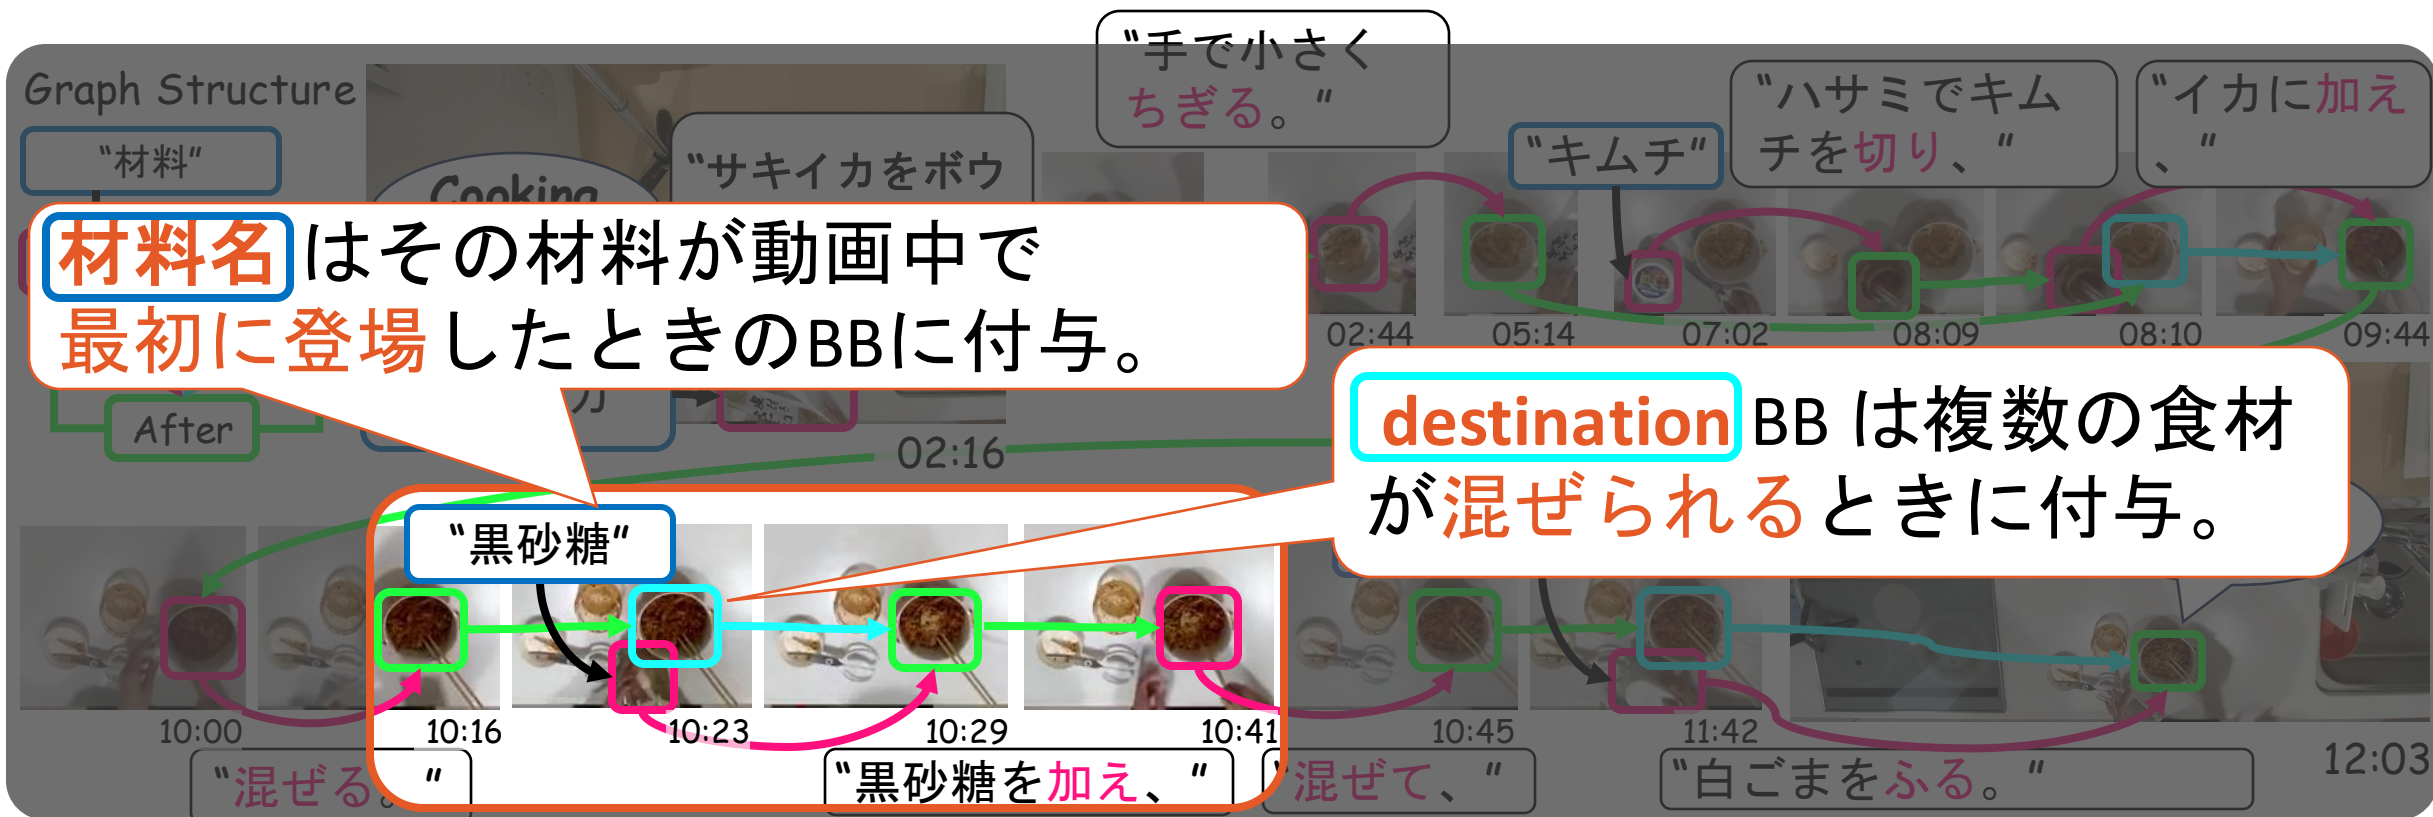 “手で小さく
ちぎる。”
Graph Structure
“材料”
Cooking
“サキイカをボウ
“キムチ”
“ハサミでキム
チを切り、”
“イカに加え
、”
材料名はその材料が動画中で
最初に登場したときのBBに付与。
02:44
05:14
07:02
08:09
08:10
09:44
After
02:16
destination BB は複数の食材
が混ぜられるときに付与。
“黒砂糖”
10:00
10:16
10:23
10:29
10:41
10:45
11:42
12:03
“混ぜる。”
“黒砂糖を加え、”
“混ぜて、”
“白ごまをふる。”